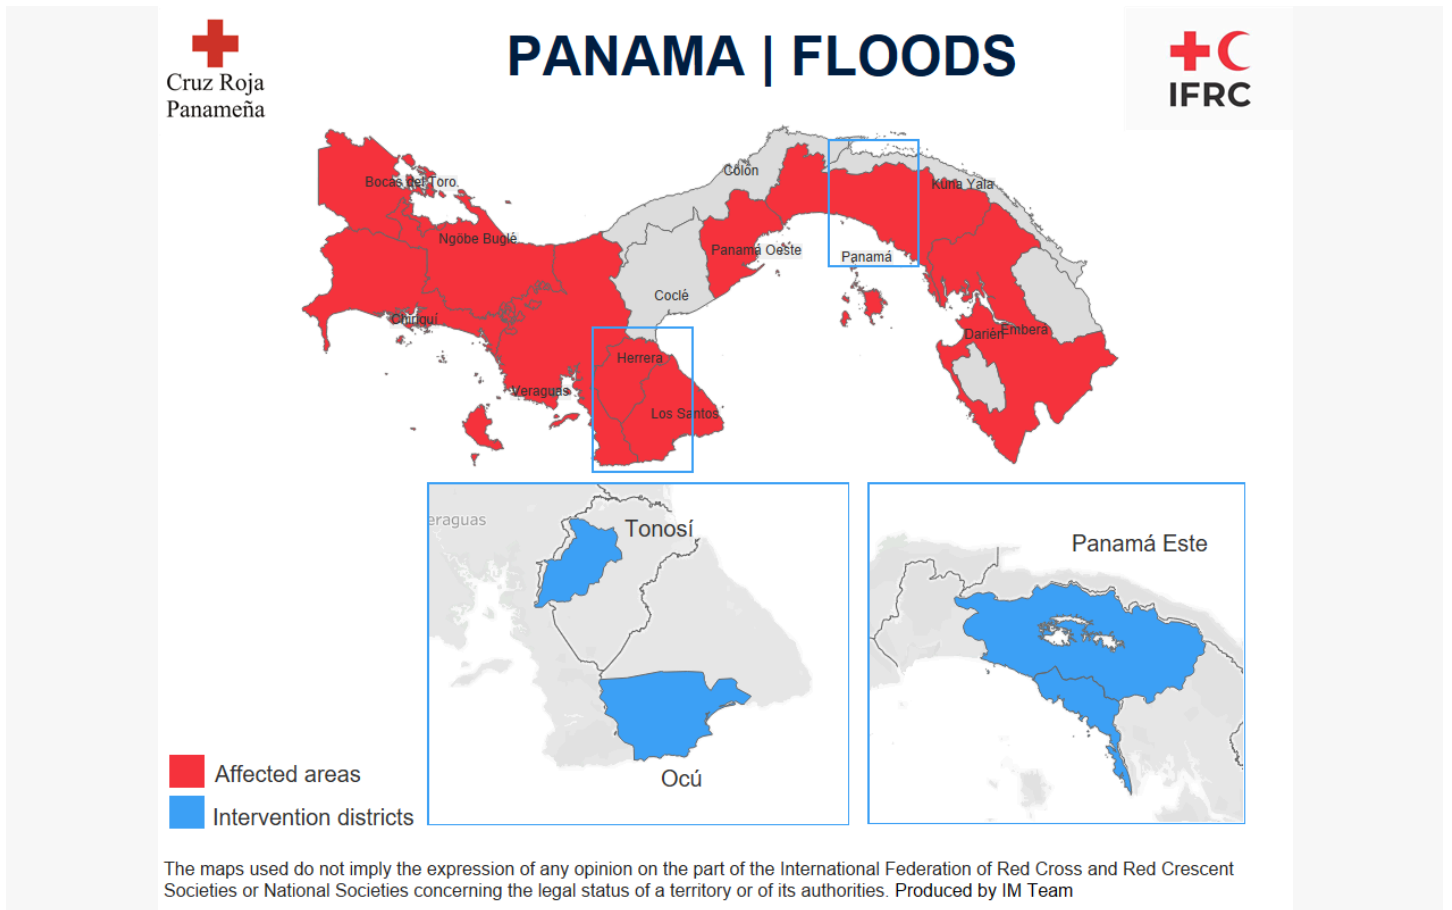 Cruz Roja
Panameña
PANAMA | FLOODS
IFRC
Colón
Bocas del Toro.
Kuna Yala
Ngöbe Buglé
Panamá Oeste
Panamá
Coclé
Chiriquí
Darién
Emberá
Herrera
Veraguas
Los Santos
eraguas
Tonosí
Panamá Este
Ocú
Affected areas
Intervention districts
The maps used do not imply the expression of any opinion on the part of the International Federation of Red Cross and Red Crescent
Societies or National Societies concerning the legal status of a territory or of its authorities. Produced by IM Team